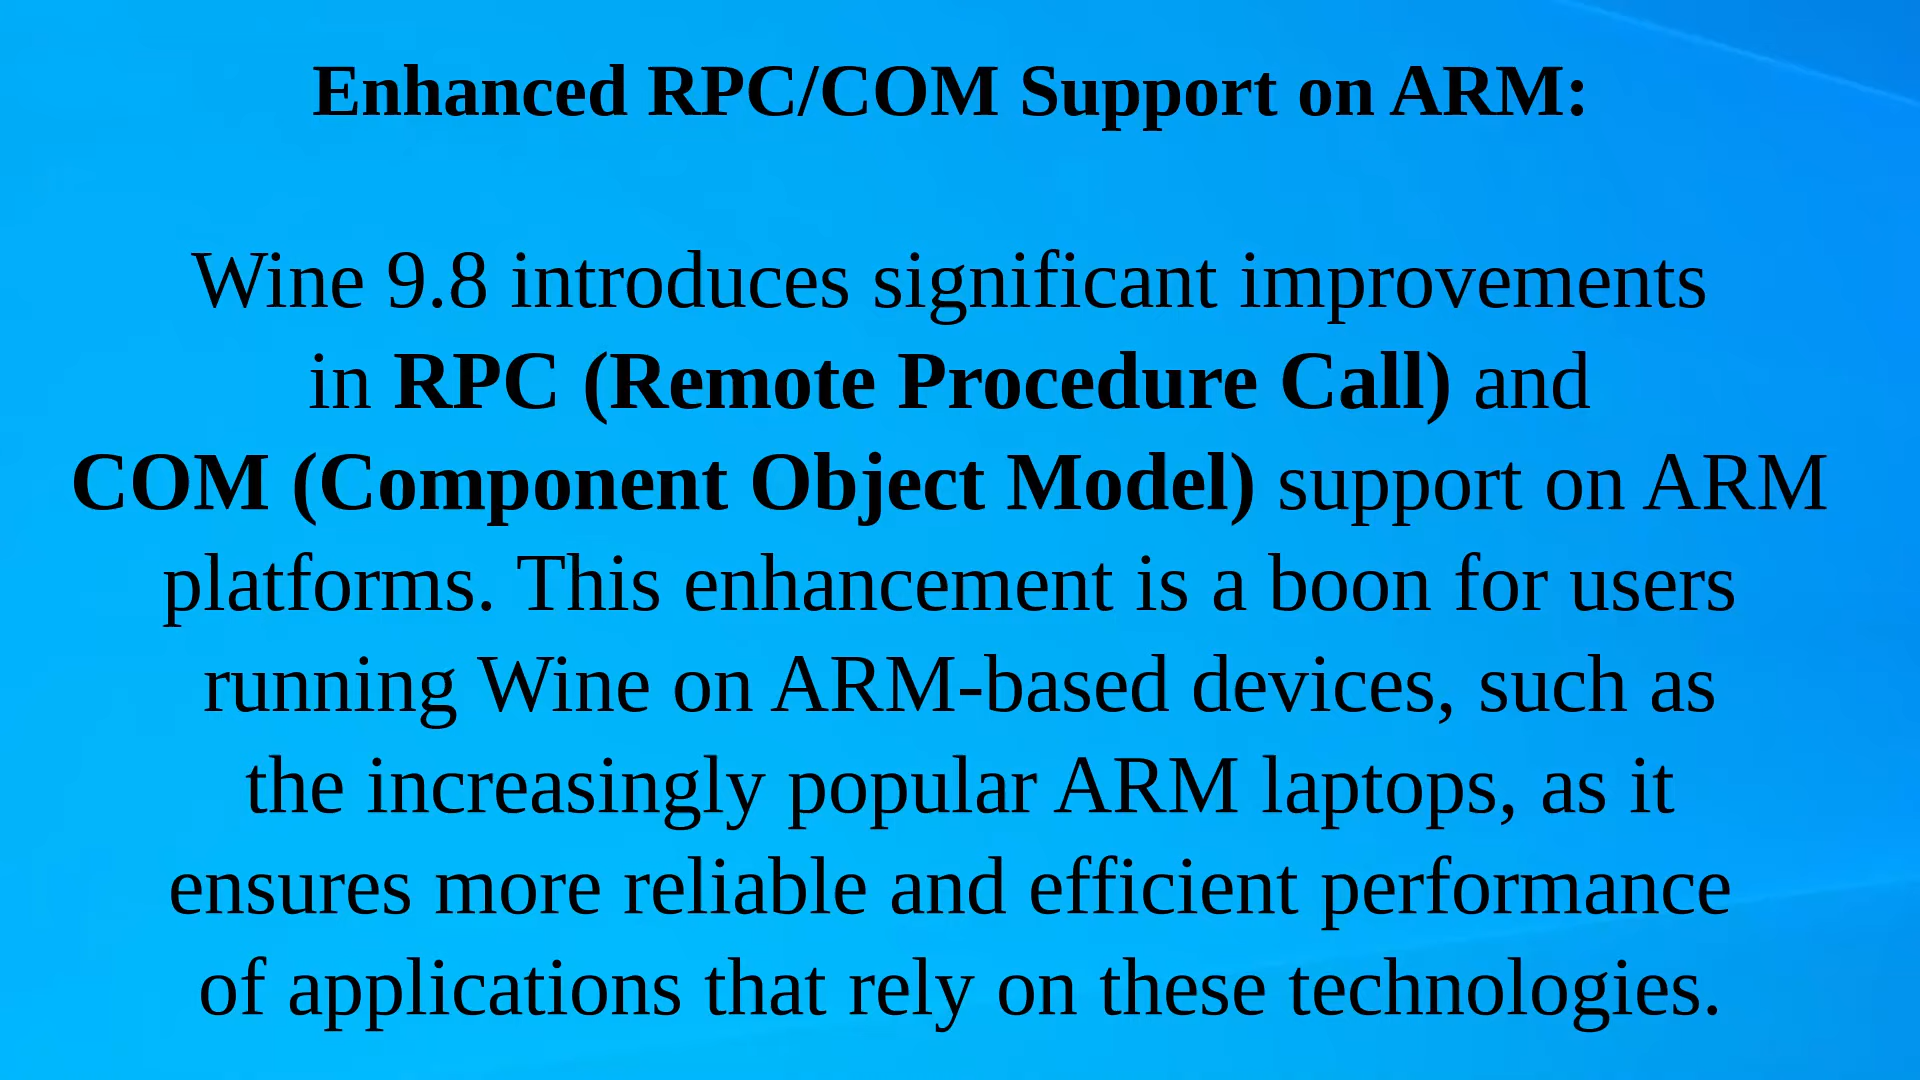 Enhanced RPC/COM Support on ARM:
Wine 9.8 introduces significant improvements
in RPC (Remote Procedure Call) and
COM (Component Object Model) support on ARM
platforms. This enhancement is a boon for users
running Wine on ARM-based devices, such as
the increasingly popular ARM laptops, as it
ensures more reliable and efficient performance
of applications that rely on these technologies.